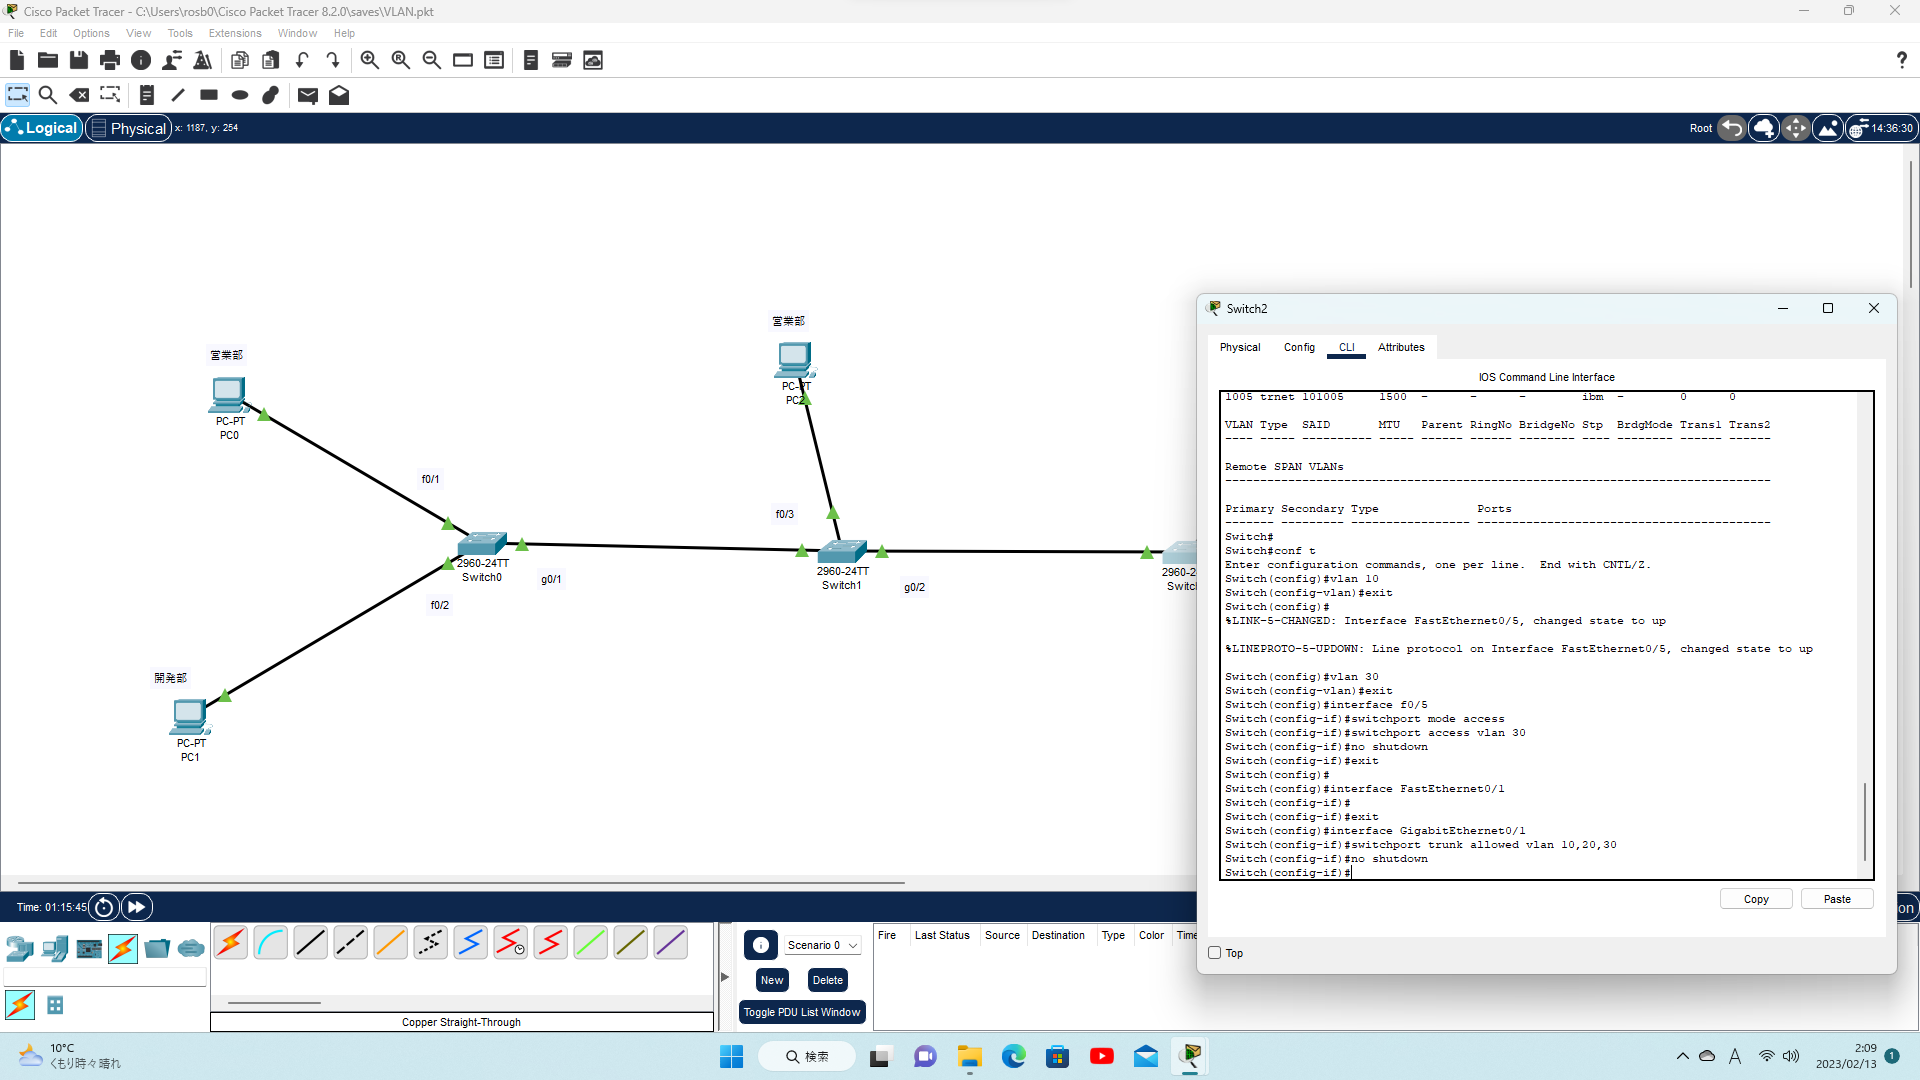 Cisco Packet Tracer - C:\Users\rosb0\Cisco Packet Tracer 8.2.0\saves\VLAN.pkt
File Edit Options View Tools Extensions Window Help
Logical Physical x: 1187, y: 254
Root 14:36:30
営業部
PC-PT
PC0
営業部
PC-PT
PC2
f0/1
f0/3
2960-24TT
Switch0
g0/1
2960-24TT
Switch1
g0/2
2960-2
Switc
f0/2
開発部
PC-PT
PC1
Switch2
Physical Config CLI Attributes
IOS Command Line Interface
1005 trnet 101005 1500 - - - ibm - 0 0
VLAN Type SAID MTU Parent RingNo BridgeNo Stp BrdgMode Trans1 Trans2
---- ----- ---------- ----- ------ ------ -------- ---- -------- ------ ------
Remote SPAN VLANs
------------------------------------------------------------------------------
Primary Secondary Type Ports
------- --------- ----------------- ------------------------------------------
Switch#
Switch#conf t
Enter configuration commands, one per line. End with CNTL/Z.
Switch(config)#vlan 10
Switch(config-vlan)#exit
Switch(config)#
%LINK-5-CHANGED: Interface FastEthernet0/5, changed state to up
%LINEPROTO-5-UPDOWN: Line protocol on Interface FastEthernet0/5, changed state to up
Switch(config)#vlan 30
Switch(config-vlan)#exit
Switch(config)#interface f0/5
Switch(config-if)#switchport mode access
Switch(config-if)#switchport access vlan 30
Switch(config-if)#no shutdown
Switch(config-if)#exit
Switch(config)#
Switch(config)#interface FastEthernet0/1
Switch(config-if)#
Switch(config-if)#exit
Switch(config)#interface GigabitEthernet0/1
Switch(config-if)#switchport trunk allowed vlan 10,20,30
Switch(config-if)#no shutdown
Switch(config-if)#
Copy Paste
Top
Time: 01:15:45
on
Copper Straight-Through
Scenario 0
New Delete
Toggle PDU List Window
Fire Last Status Source Destination Type Color Time
10°C
くもり時々晴れ
検索
A
2:09
2023/02/13
1